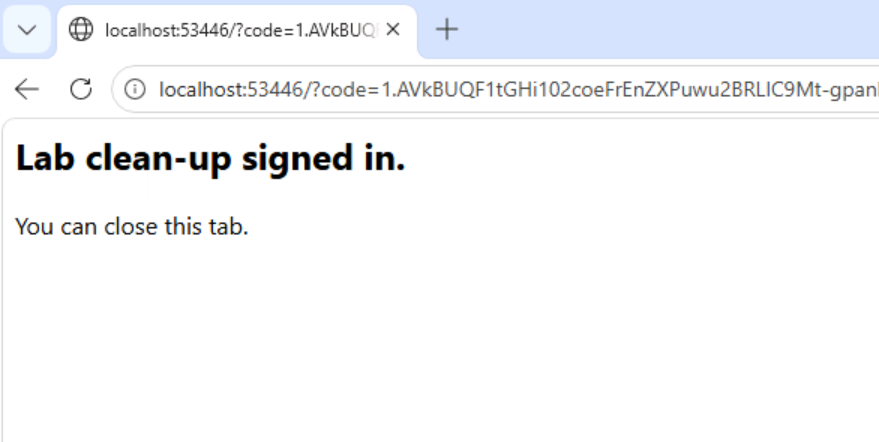 localhost:53446/?code=1.AVkBUQ
localhost:53446/?code=1.AVkBUQF1tGHi102coeFrEnZXPuwu2BRLIC9Mt-gpanl
Lab clean-up signed in.
You can close this tab.